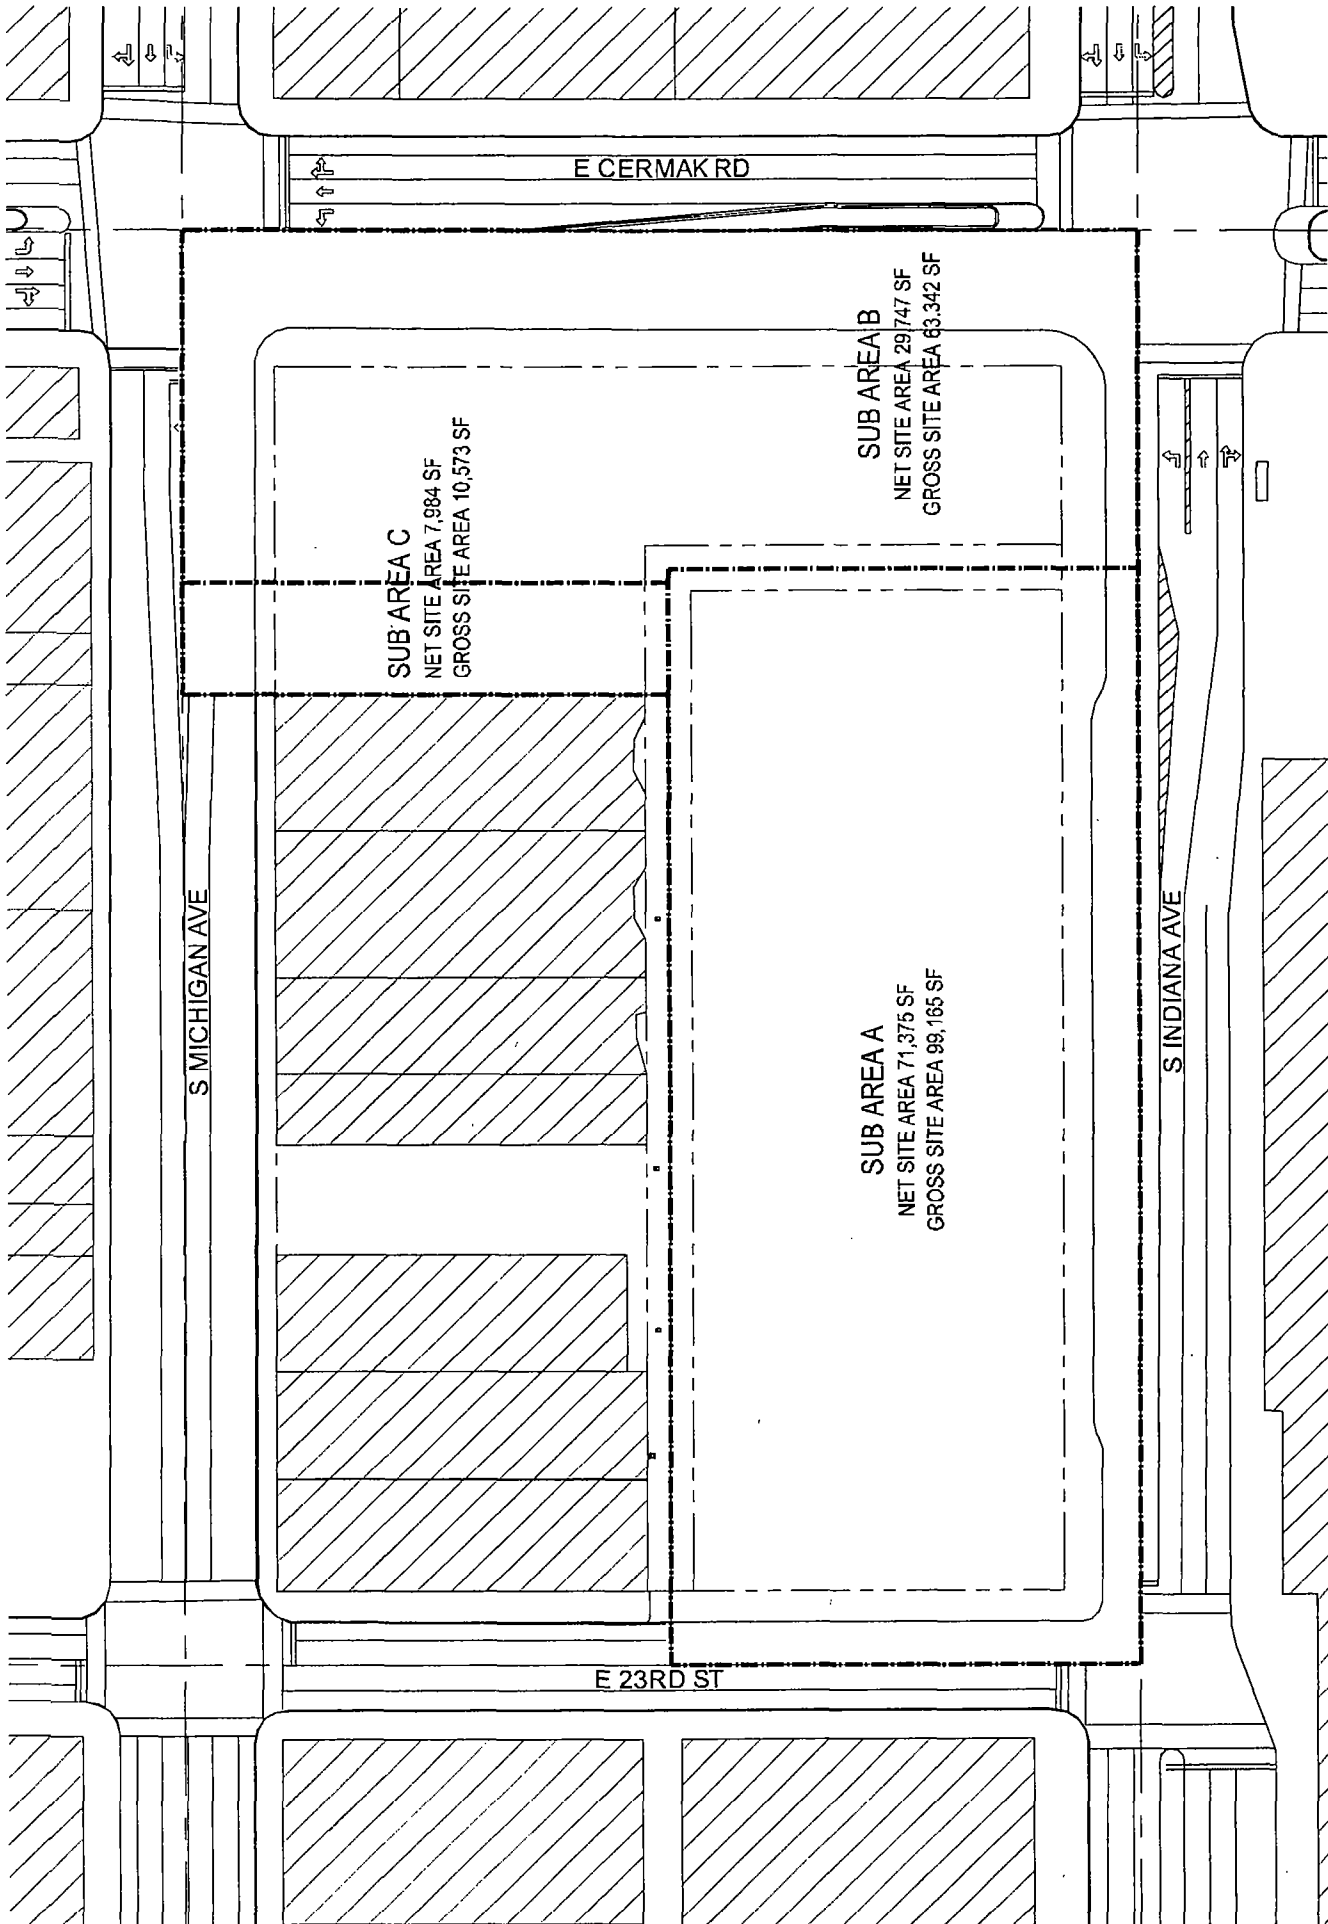 E CERMAK RD
SUB AREA B
NET SITE AREA 29,747 SF
GROSS SITE AREA 63,342 SF
SUB AREA C
NET SITE AREA 7,984 SF
GROSS SITE AREA 10,573 SF
S MICHIGAN AVE
SUB AREA A
NET SITE AREA 71,375 SF
GROSS SITE AREA 99,165 SF
S INDIANA AVE
E 23RD ST